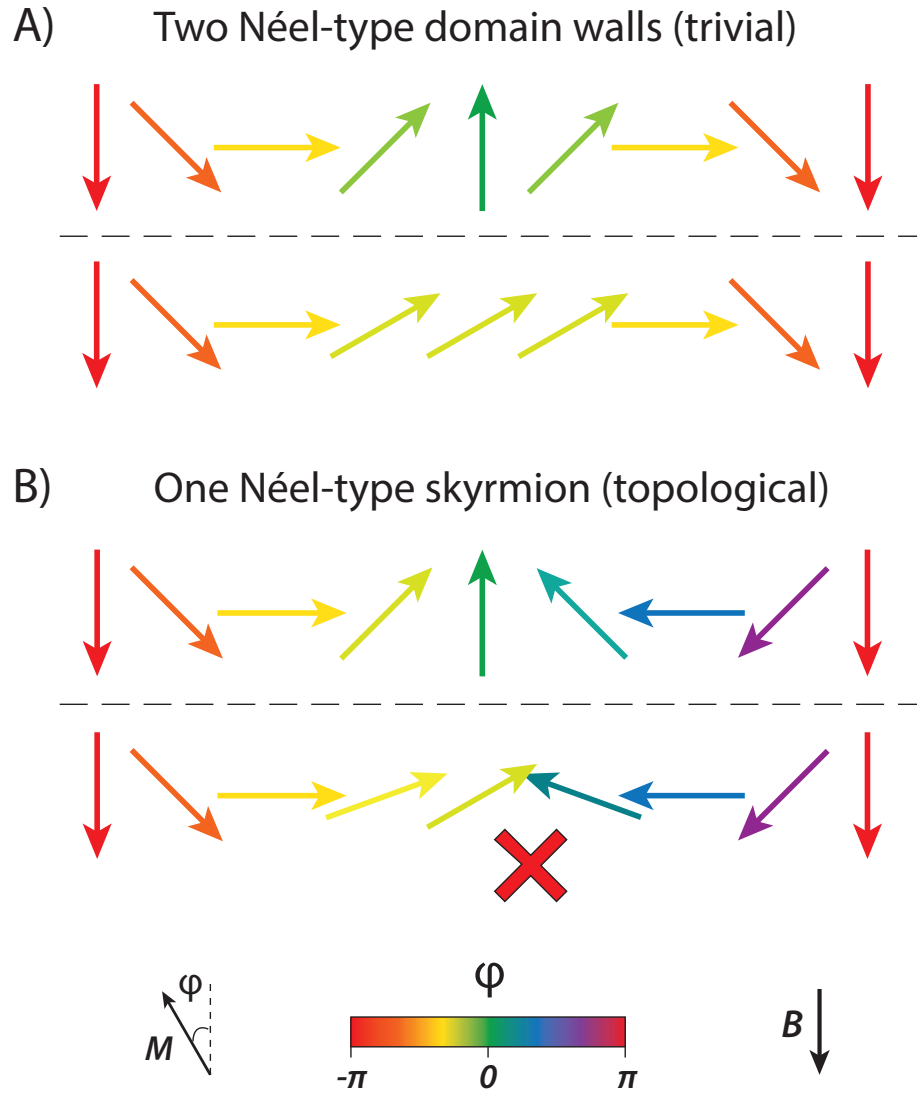 A) Two Néel-type domain walls (trivial)
B) One Néel-type skyrmion (topological)
φ
M
φ
-π 0 π
B